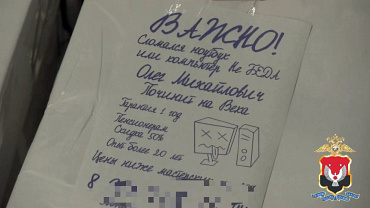 ВАЖНО!
Сломался ноутбук
или компьютер Не БЕДА
Олег Михайлович
Починит на Века
Гарантия 1 год
Пенсионерам
Скидка 50%
Опыт более 20 лет
Цены ниже мастерской
8